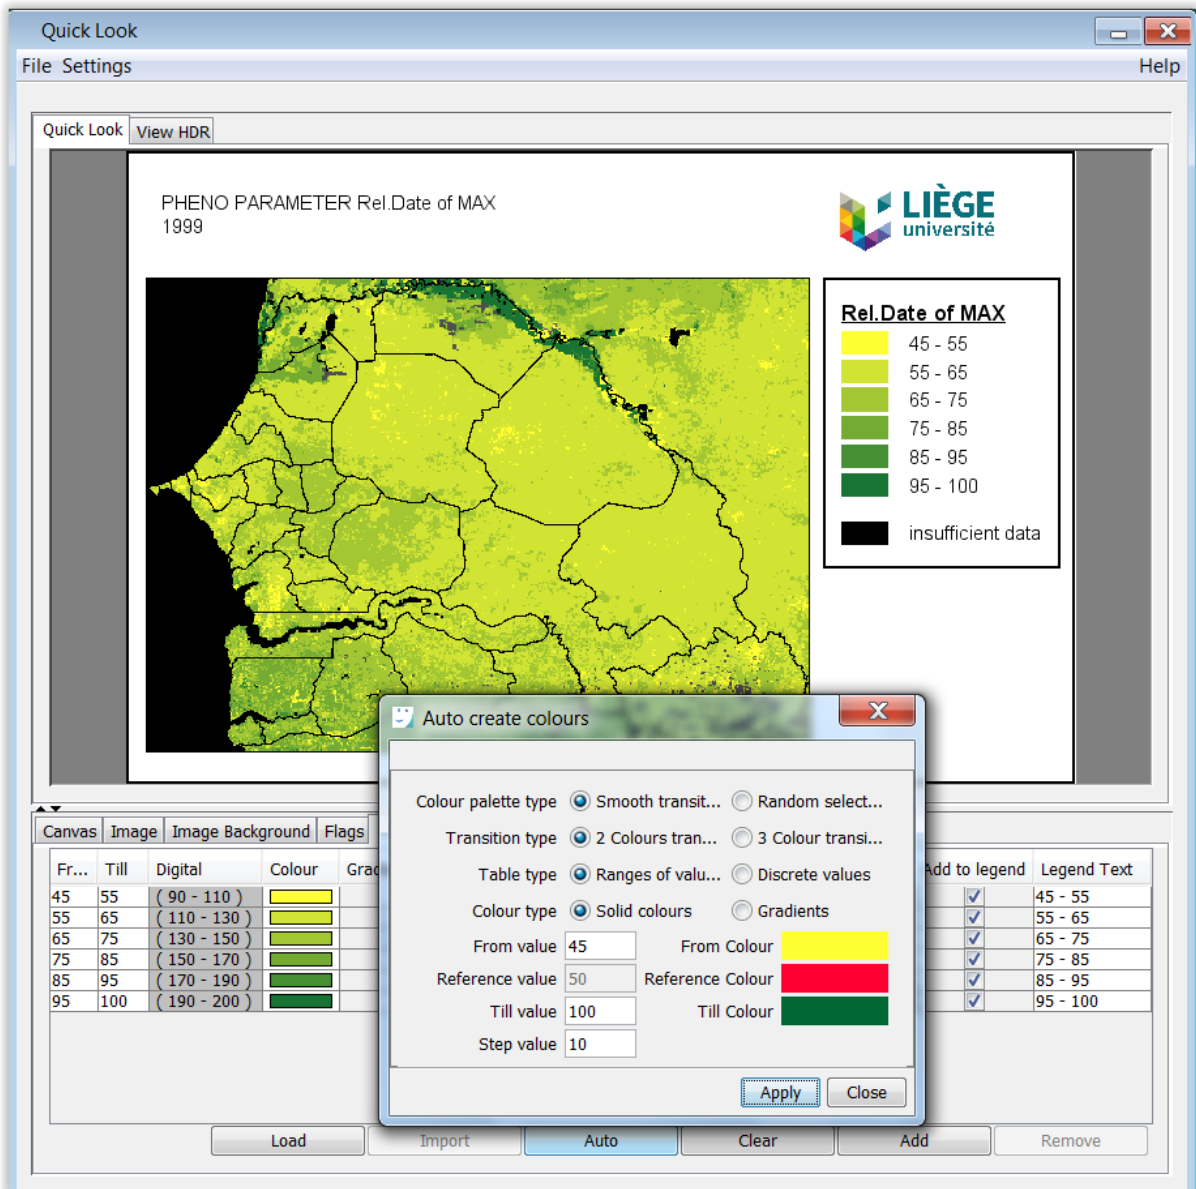 Quick Look
File Settings Help
Quick Look View HDR
PHENO PARAMETER Rel.Date of MAX
1999
LIÈGE
université
Rel.Date of MAX
45 - 55
55 - 65
65 - 75
75 - 85
85 - 95
95 - 100
insufficient data
Auto create colours
Colour palette type Smooth transit... Random select...
Transition type 2 Colours tran... 3 Colour transi...
Table type Ranges of valu... Discrete values
Colour type Solid colours Gradients
From value 45 From Colour
Reference value 50 Reference Colour
Till value 100 Till Colour
Step value 10
Apply Close
Canvas Image Image Background Flags
Fr... Till Digital Colour Grad Add to legend Legend Text
45 55 ( 90 - 110 ) 45 - 55
55 65 ( 110 - 130 ) 55 - 65
65 75 ( 130 - 150 ) 65 - 75
75 85 ( 150 - 170 ) 75 - 85
85 95 ( 170 - 190 ) 85 - 95
95 100 ( 190 - 200 ) 95 - 100
Load Import Auto Clear Add Remove